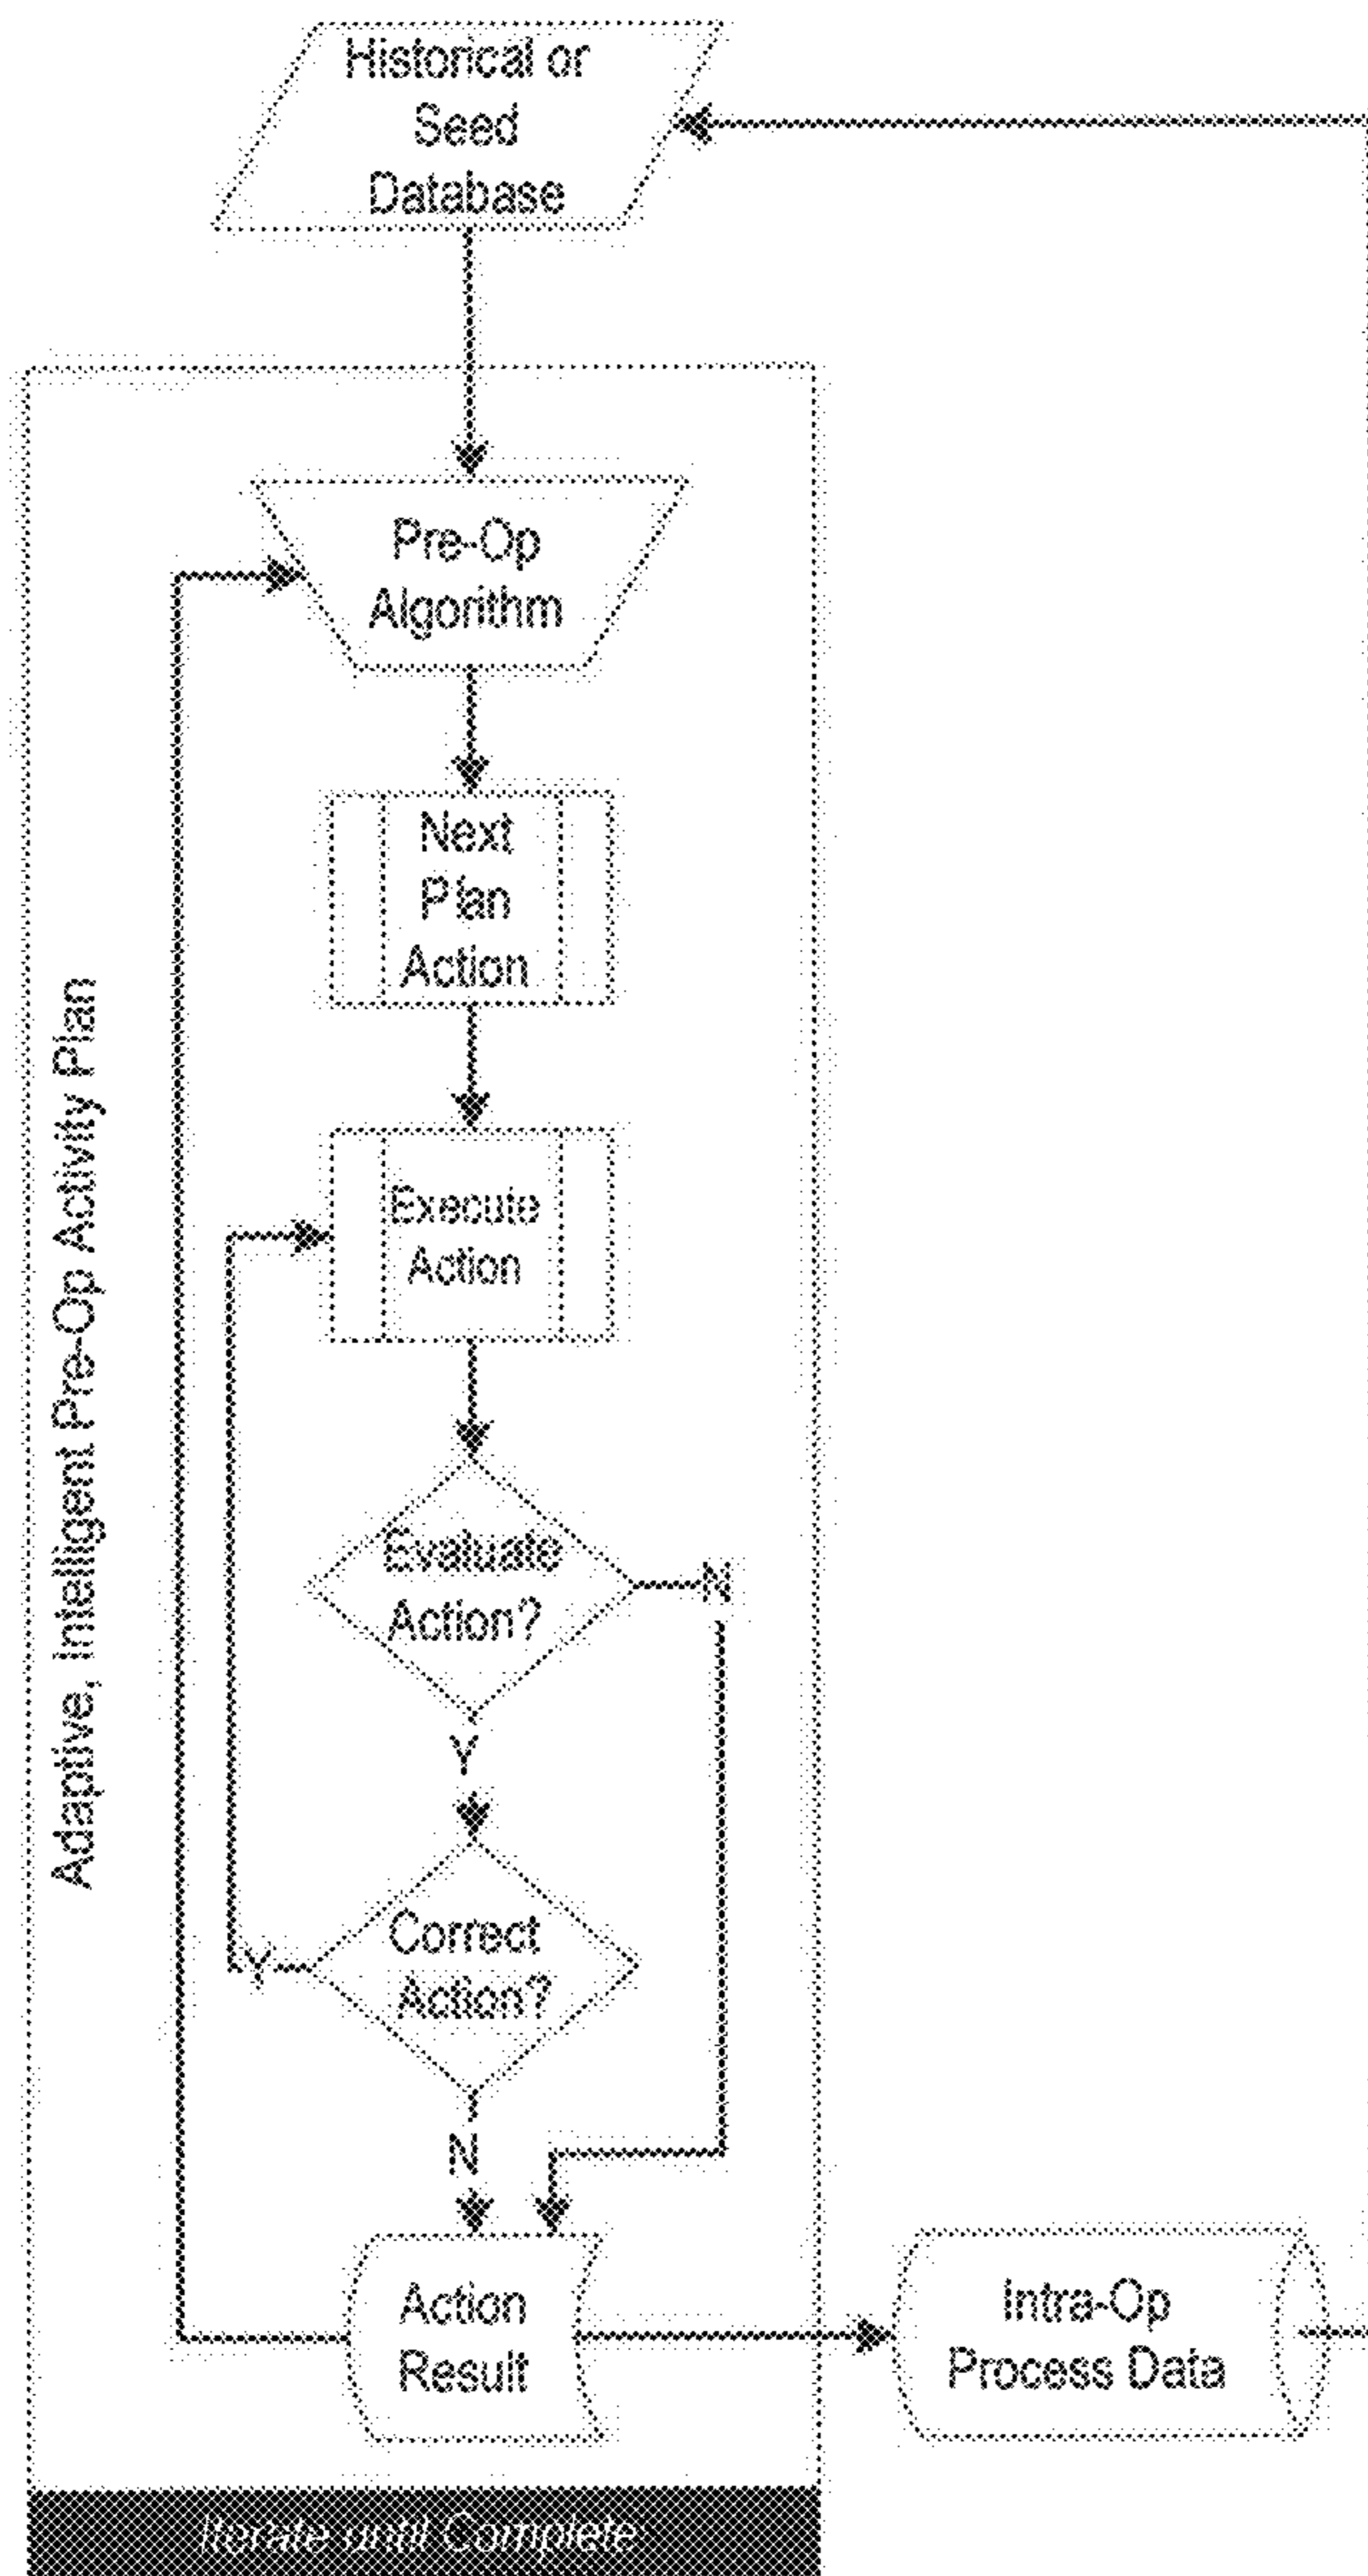 Historical or
Seed
Database
Pre-Op
Algorithm
Next
Plan
Action
Execute
Action
Adaptive, Intelligent Pre-Op Activity Plan
Evaluate
Action?
N
Y
Correct
Action?
Y
N
Action
Result
Intra-Op
Process Data
Iterate until Complete